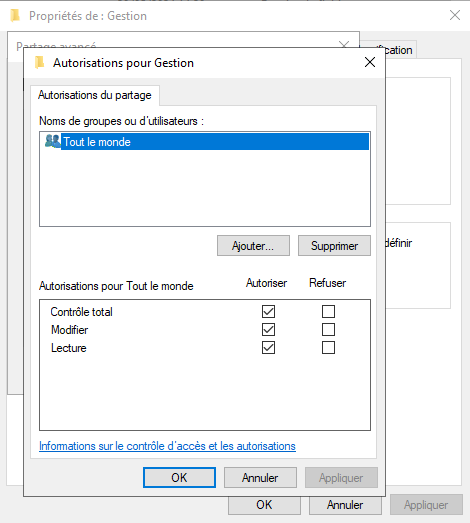 Propriétés de : Gestion
Partage avancé
Autorisations pour Gestion
Autorisations du partage
Noms de groupes ou d'utilisateurs :
Tout le monde
Ajouter...
Supprimer
définir
Autorisations pour Tout le monde
Autoriser
Refuser
Contrôle total
Modifier
Lecture
Informations sur le contrôle d'accès et les autorisations
OK
Annuler
Appliquer
OK
Annuler
Appliquer